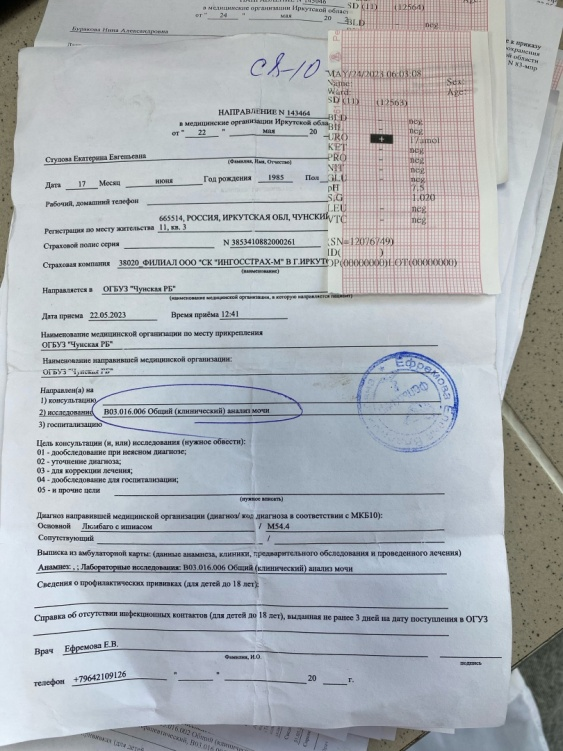 в медицинские организации Иркутской област
от " 24 " мая 20
Бурикова Нина Александровна
SD (11) (12564)
BLD - neg
С8-10
MAY/24/2023 06:03:08
Name: Sex:
Ward: Age:
SD (11) (12563)
BLD - neg
BIL - neg
URO + 17µmol
KET - neg
PRO - neg
NIT - neg
GLU - neg
pH 7.5
S.G 1.020
LEU - neg
VTC - neg
(SN=12076749)
ID( )
OP(00000000)LOT(00000000)
НАПРАВЛЕНИЕ N 143464
в медицинские организации Иркутской области
от " 22 " мая 20
Ступова Екатерина Евгеньевна
(Фамилия, Имя, Отчество)
Дата 17 Месяц июня Год рождения 1985 Пол
Рабочий, домашний телефон
665514, РОССИЯ, ИРКУТСКАЯ ОБЛ, ЧУНСКИЙ
Регистрация по месту жительства 11, кв. 3
Страховой полис серия N 3853410882000261
Страховая компания 38020_ФИЛИАЛ ООО "СК "ИНГОССТРАХ-М" В Г.ИРКУТ
(наименование)
Направляется в ОГБУЗ "Чунская РБ"
(наименование медицинской организации, в которую направляется пациент)
Дата приема 22.05.2023 Время приёма 12:41
Наименование медицинской организации по месту прикрепления
ОГБУЗ "Чунская РБ"
Наименование направившей медицинской организации:
ОГБУЗ "Чунская РБ"
Направлен(а) на
1) консультацию
2) исследование B03.016.006 Общий (клинический) анализ мочи
3) госпитализацию
Ефремова
Цель консультации (и, или) исследования (нужное обвести):
01 - дообследование при неясном диагнозе;
02 - уточнение диагноза;
03 - для коррекции лечения;
04 - дообследование для госпитализации;
05 - и прочие цели
(нужное вписать)
Диагноз направившей медицинской организации (диагноз/ код диагноза в соответствии с МКБ10):
Основной Люмбаго с ишиасом / M54.4
Сопутствующий /
Выписка из амбулаторной карты: (данные анамнеза, клиники, предварительного обследования и проведенного лечения)
Анамнез , ; Лабораторные исследования: B03.016.006 Общий (клинический) анализ мочи
Сведения о профилактических прививках (для детей до 18 лет):
Справка об отсутствии инфекционных контактов (для детей до 18 лет), выданная не ранее 3 дней на дату поступления в ОГУЗ
Врач Ефремова Е.В.
Фамилия, И.О. подпись
телефон +79642109126 " " 20 г.